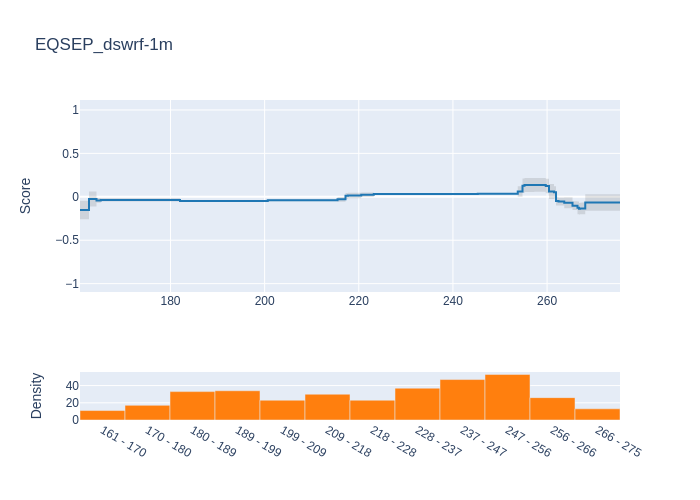 EQSEP_dswrf-1m
Score
1
0.5
0
−0.5
−1
180
200
220
240
260
Density
40
20
0
161 - 170
170 - 180
180 - 189
189 - 199
199 - 209
209 - 218
218 - 228
228 - 237
237 - 247
247 - 256
256 - 266
266 - 275